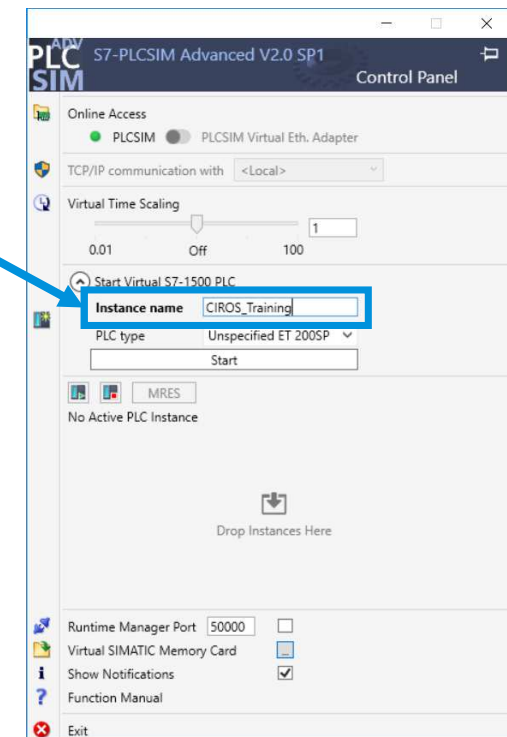 PLC ADV
SIM
S7-PLCSIM Advanced V2.0 SP1
Control Panel
Online Access
PLCSIM PLCSIM Virtual Eth. Adapter
TCP/IP communication with <Local>
Virtual Time Scaling
1
0.01 Off 100
Start Virtual S7-1500 PLC
Instance name CIROS_Training
PLC type Unspecified ET 200SP
Start
MRES
No Active PLC Instance
Drop Instances Here
Runtime Manager Port 50000
Virtual SIMATIC Memory Card ...
Show Notifications
Function Manual
Exit